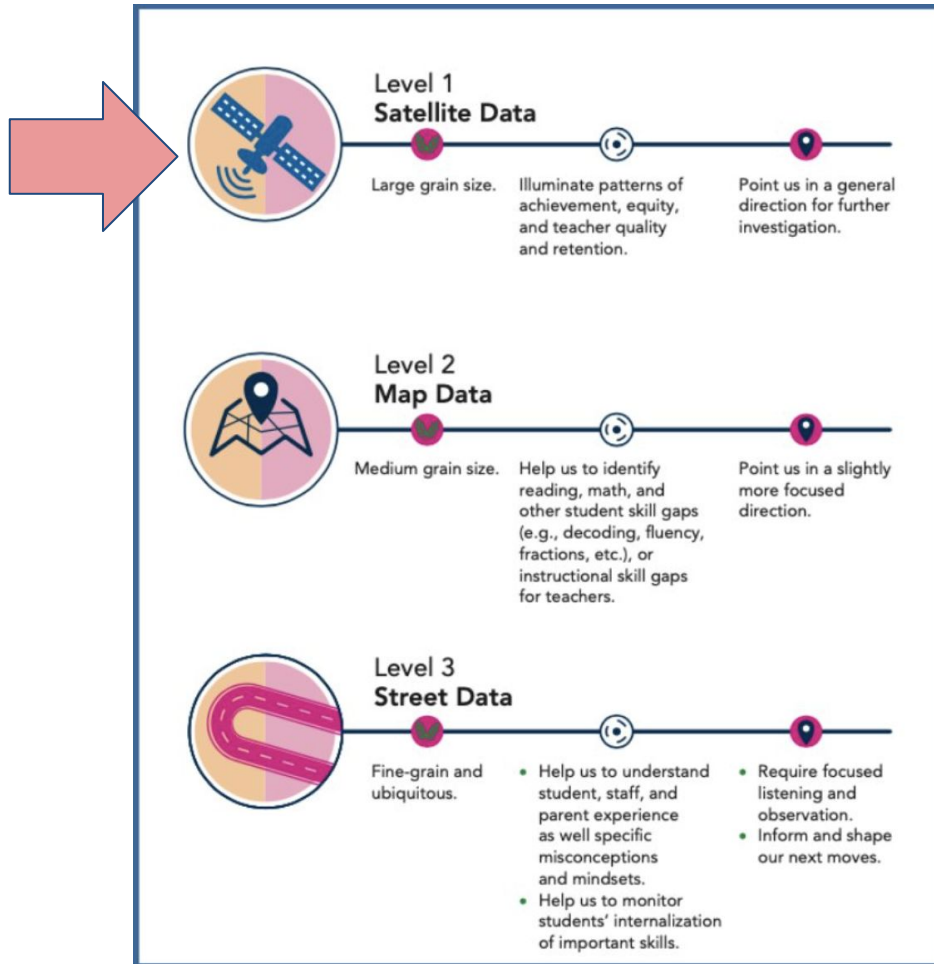 Level 1
Satellite Data
Large grain size.
Illuminate patterns of
achievement, equity,
and teacher quality
and retention.
Point us in a general
direction for further
investigation.
Level 2
Map Data
Medium grain size.
Help us to identify
reading, math, and
other student skill gaps
(e.g., decoding, fluency,
fractions, etc.), or
instructional skill gaps
for teachers.
Point us in a slightly
more focused
direction.
Level 3
Street Data
Fine-grain and
ubiquitous.
• Help us to understand
student, staff, and
parent experience
as well specific
misconceptions
and mindsets.
• Help us to monitor
students’ internalization
of important skills.
• Require focused
listening and
observation.
• Inform and shape
our next moves.